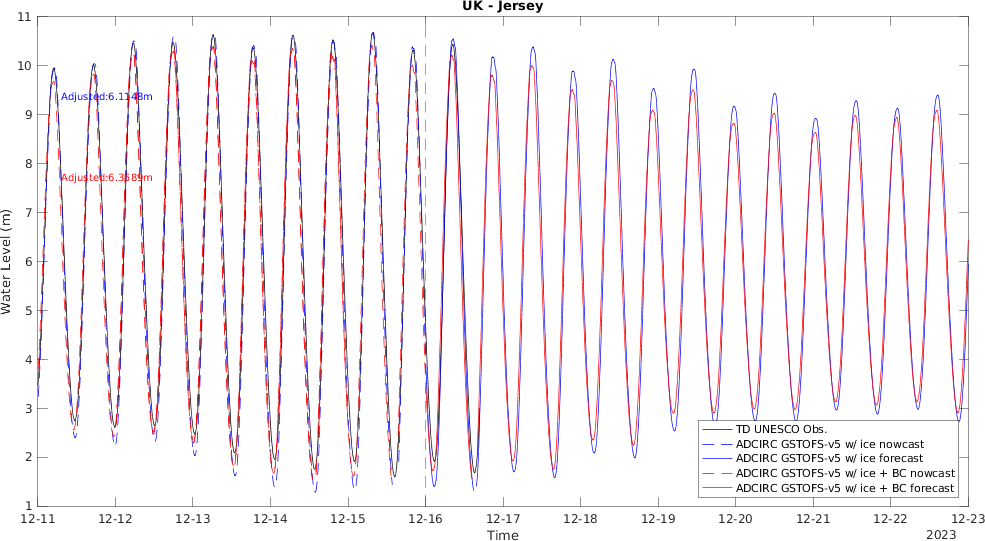 UK - Jersey
11
10
9
8
7
6
5
4
3
2
1
Water Level (m)
Adjusted:6.1148m
Adjusted:6.3589m
TD UNESCO Obs.
ADCIRC GSTOFS-v5 w/ ice nowcast
ADCIRC GSTOFS-v5 w/ ice forecast
ADCIRC GSTOFS-v5 w/ ice + BC nowcast
ADCIRC GSTOFS-v5 w/ ice + BC forecast
12-11 12-12 12-13 12-14 12-15 12-16 12-17 12-18 12-19 12-20 12-21 12-22 12-23
Time
2023